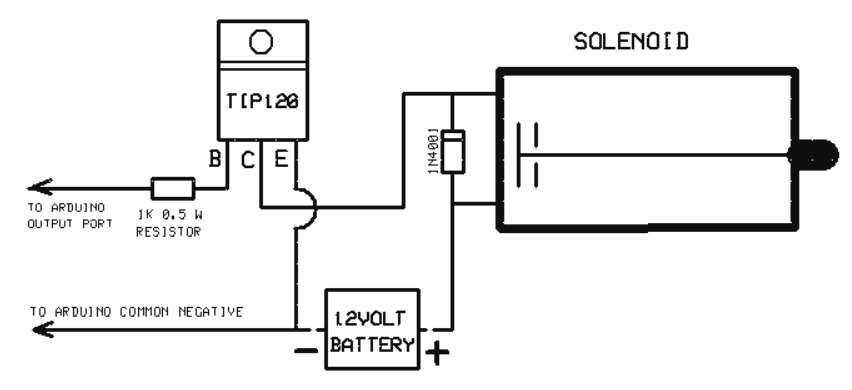 SOLENOID
TIP120
B C E
1N4001
TO ARDUINO
OUTPUT PORT
1K 0.5 W
RESISTOR
TO ARDUINO COMMON NEGATIVE
12VOLT
BATTERY
- +